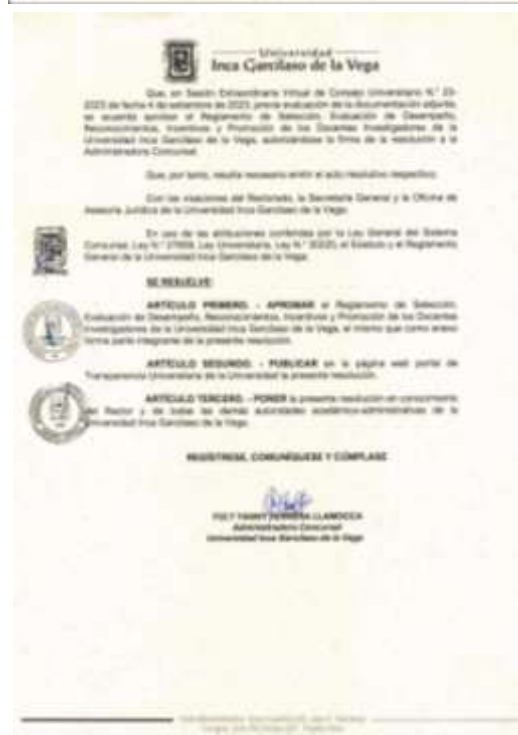 Universidad
Inca Garcilaso de la Vega
Que, en Sesión Extraordinaria Virtual de Consejo Universitario N.° 23-
2023 de fecha 4 de setiembre de 2023, previa evaluación de la documentación adjunta,
se acuerda aprobar el Reglamento de Selección, Evaluación de Desempeño,
Reconocimientos, Incentivos y Promoción de los Docentes Investigadores de la
Universidad Inca Garcilaso de la Vega, autorizándose la firma de la resolución a la
Administradora Concursal.
Que, por tanto, resulta necesario emitir el acto resolutivo respectivo.
Con las visaciones del Rectorado, la Secretaría General y la Oficina de
Asesoría Jurídica de la Universidad Inca Garcilaso de la Vega.
En uso de las atribuciones conferidas por la Ley General del Sistema
Concursal, Ley N.° 27809, Ley Universitaria, Ley N.° 30220, el Estatuto y el Reglamento
General de la Universidad Inca Garcilaso de la Vega;
SE RESUELVE:
ARTÍCULO PRIMERO. - APROBAR el Reglamento de Selección,
Evaluación de Desempeño, Reconocimientos, Incentivos y Promoción de los Docentes
Investigadores de la Universidad Inca Garcilaso de la Vega, el mismo que como anexo
forma parte integrante de la presente resolución.
ARTÍCULO SEGUNDO. - PUBLICAR en la página web portal de
Transparencia Universitaria de la Universidad la presente resolución.
ARTÍCULO TERCERO. - PONER la presente resolución en conocimiento
del Rector y de todas las demás autoridades académico-administrativas de la
Universidad Inca Garcilaso de la Vega.
REGÍSTRESE, COMUNÍQUESE Y CÚMPLASE
HERRERA LLAMOCCA
Administradora Concursal
Universidad Inca Garcilaso de la Vega